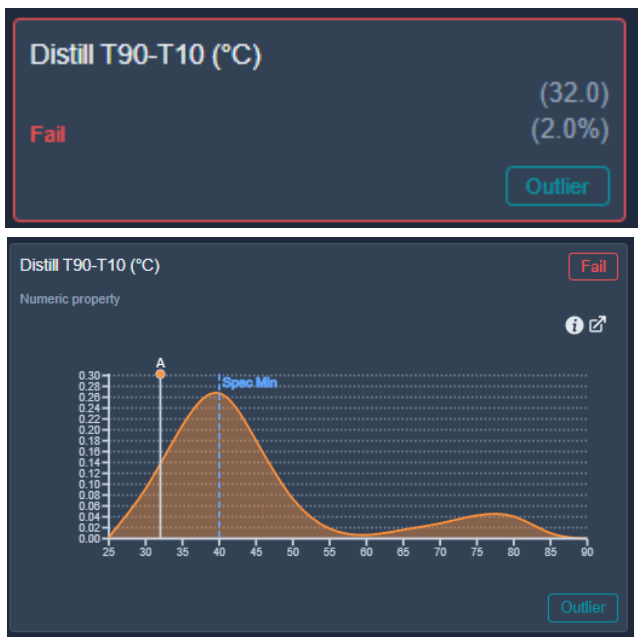 Distill T90-T10 (°C)
(32.0)
Fail
(2.0%)
Outlier
Distill T90-T10 (°C)
Fail
Numeric property
A
Spec Min
0.30
0.28
0.26
0.24
0.22
0.20
0.18
0.16
0.14
0.12
0.10
0.08
0.06
0.04
0.02
0.00
25 30 35 40 45 50 55 60 65 70 75 80 85 90
Outlier